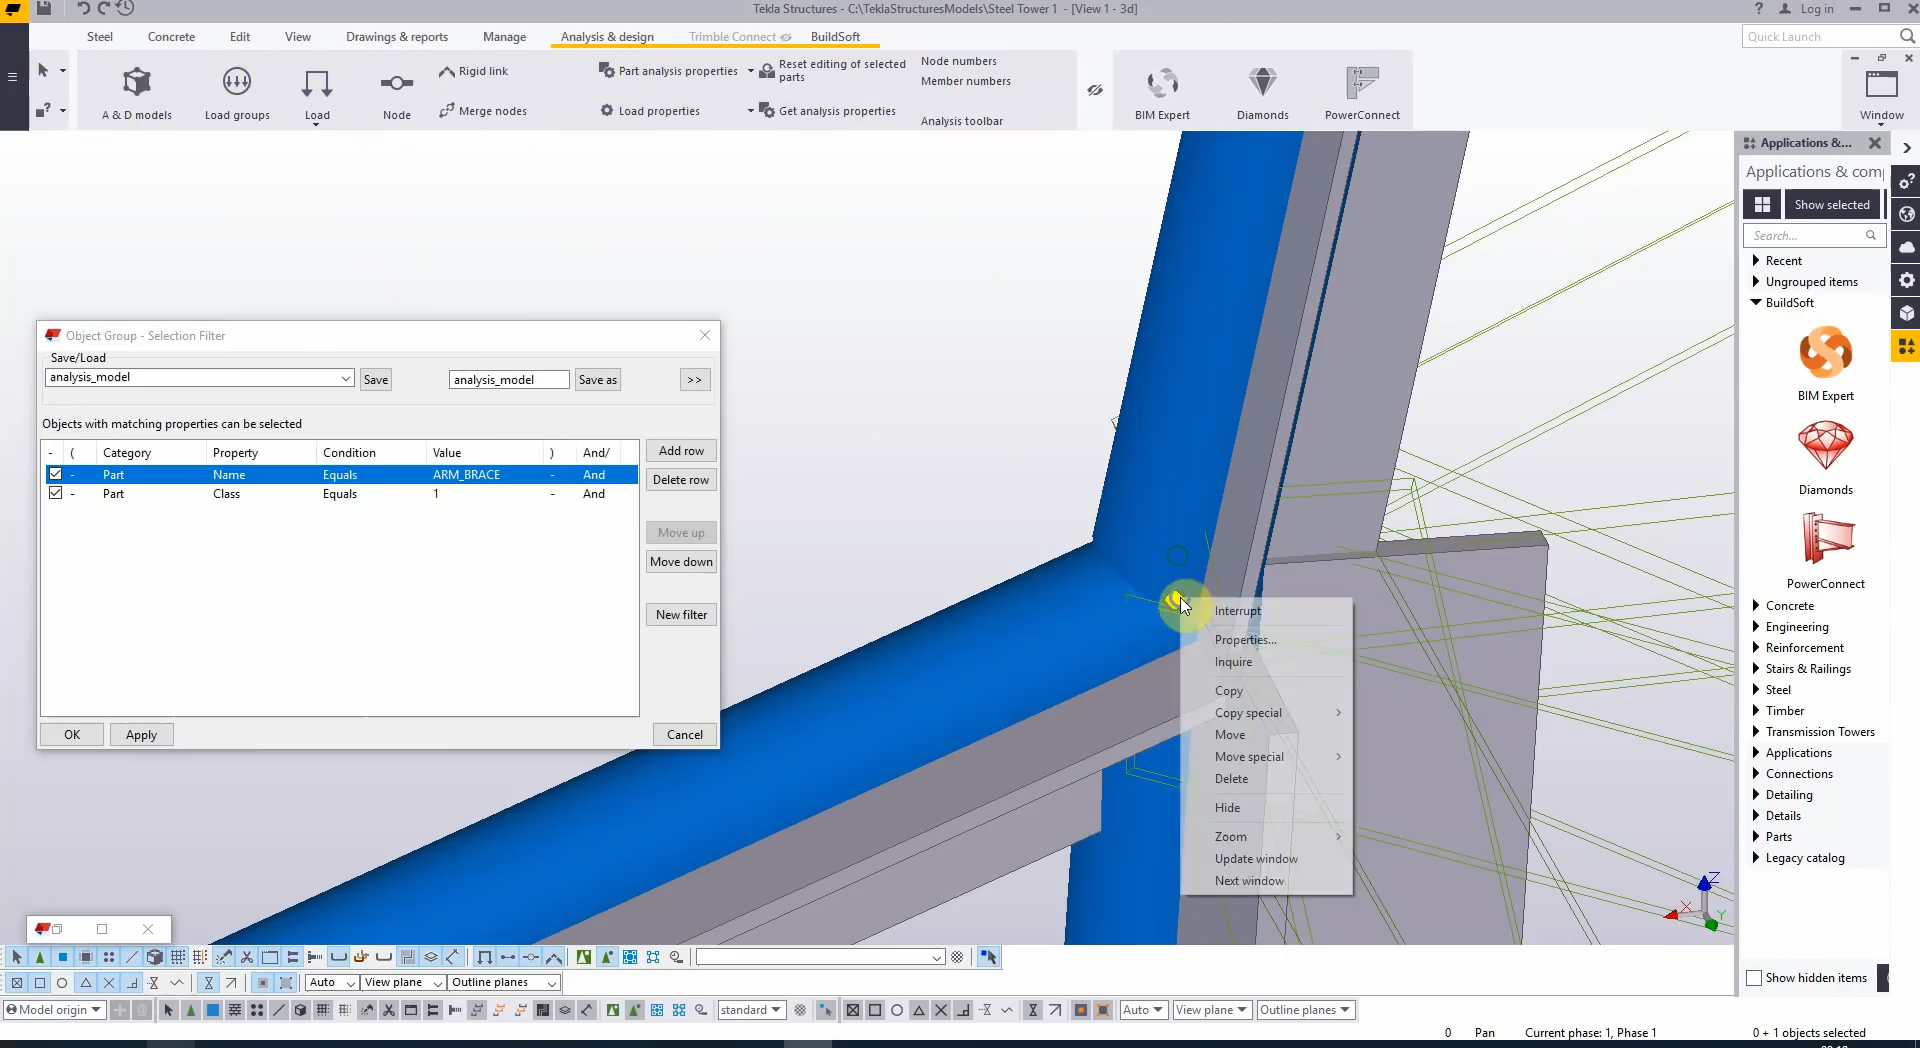 Tekla Structures - C:\TeklaStructuresModels\Steel Tower 1 - [View 1 - 3d]
? Log in
Steel Concrete Edit View Drawings & reports Manage Analysis & design Trimble Connect BuildSoft
Quick Launch
A & D models
Load groups
Load
Node
Rigid link
Merge nodes
Part analysis properties
Load properties
Reset editing of selected parts
Get analysis properties
Node numbers
Member numbers
Analysis toolbar
BIM Expert
Diamonds
PowerConnect
Window
Applications &...
Applications & com
Show selected
Search...
Recent
Ungrouped items
BuildSoft
BIM Expert
Diamonds
PowerConnect
Concrete
Engineering
Reinforcement
Stairs & Railings
Steel
Timber
Transmission Towers
Applications
Connections
Detailing
Details
Parts
Legacy catalog
Show hidden items
Object Group - Selection Filter
Save/Load
analysis_model Save analysis_model Save as >>
Objects with matching properties can be selected
- ( Category Property Condition Value ) And/
- Part Name Equals ARM_BRACE - And
- Part Class Equals 1 - And
Add row
Delete row
Move up
Move down
New filter
OK Apply Cancel
Interrupt
Properties...
Inquire
Copy
Copy special
Move
Move special
Delete
Hide
Zoom
Update window
Next window
Z
X
Y
Auto View plane Outline planes
Model origin standard Auto View plane Outline planes
0 Pan Current phase: 1, Phase 1 0 + 1 objects selected